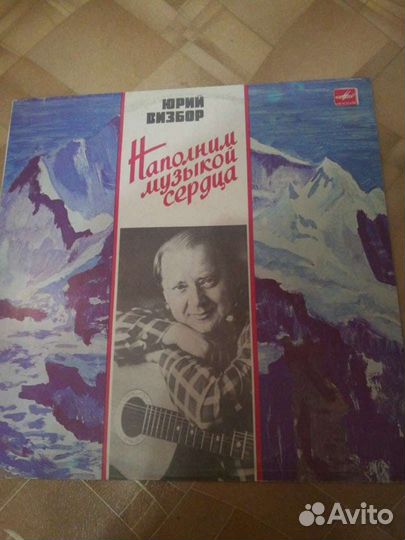 ЮРИЙ
ВИЗБОР
Наполним
музыкой
сердца
Avito